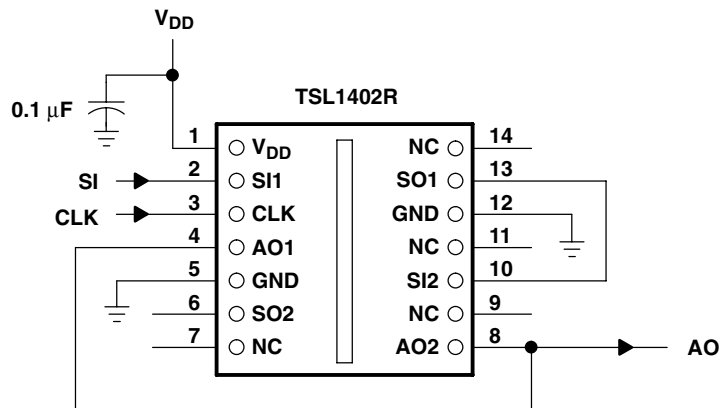 VDD
0.1 μF
TSL1402R
1 VDD NC 14
SI 2 SI1 SO1 13
CLK 3 CLK GND 12
4 AO1 NC 11
5 GND SI2 10
6 SO2 NC 9
7 NC AO2 8 AO